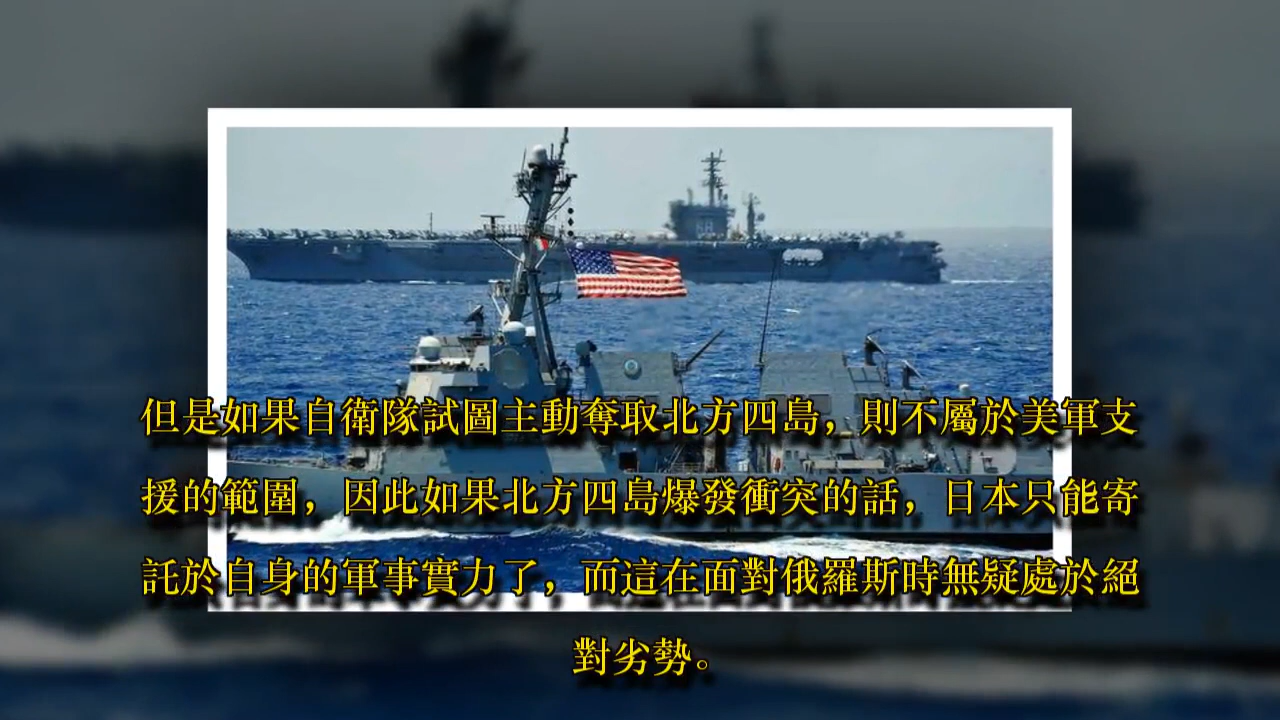 但是如果自衛隊試圖主動奪取北方四島，則不屬於美軍支
援的範圍，因此如果北方四島爆發衝突的話，日本只能寄
託於自身的軍事實力了，而這在面對俄羅斯時無疑處於絕
對劣勢。